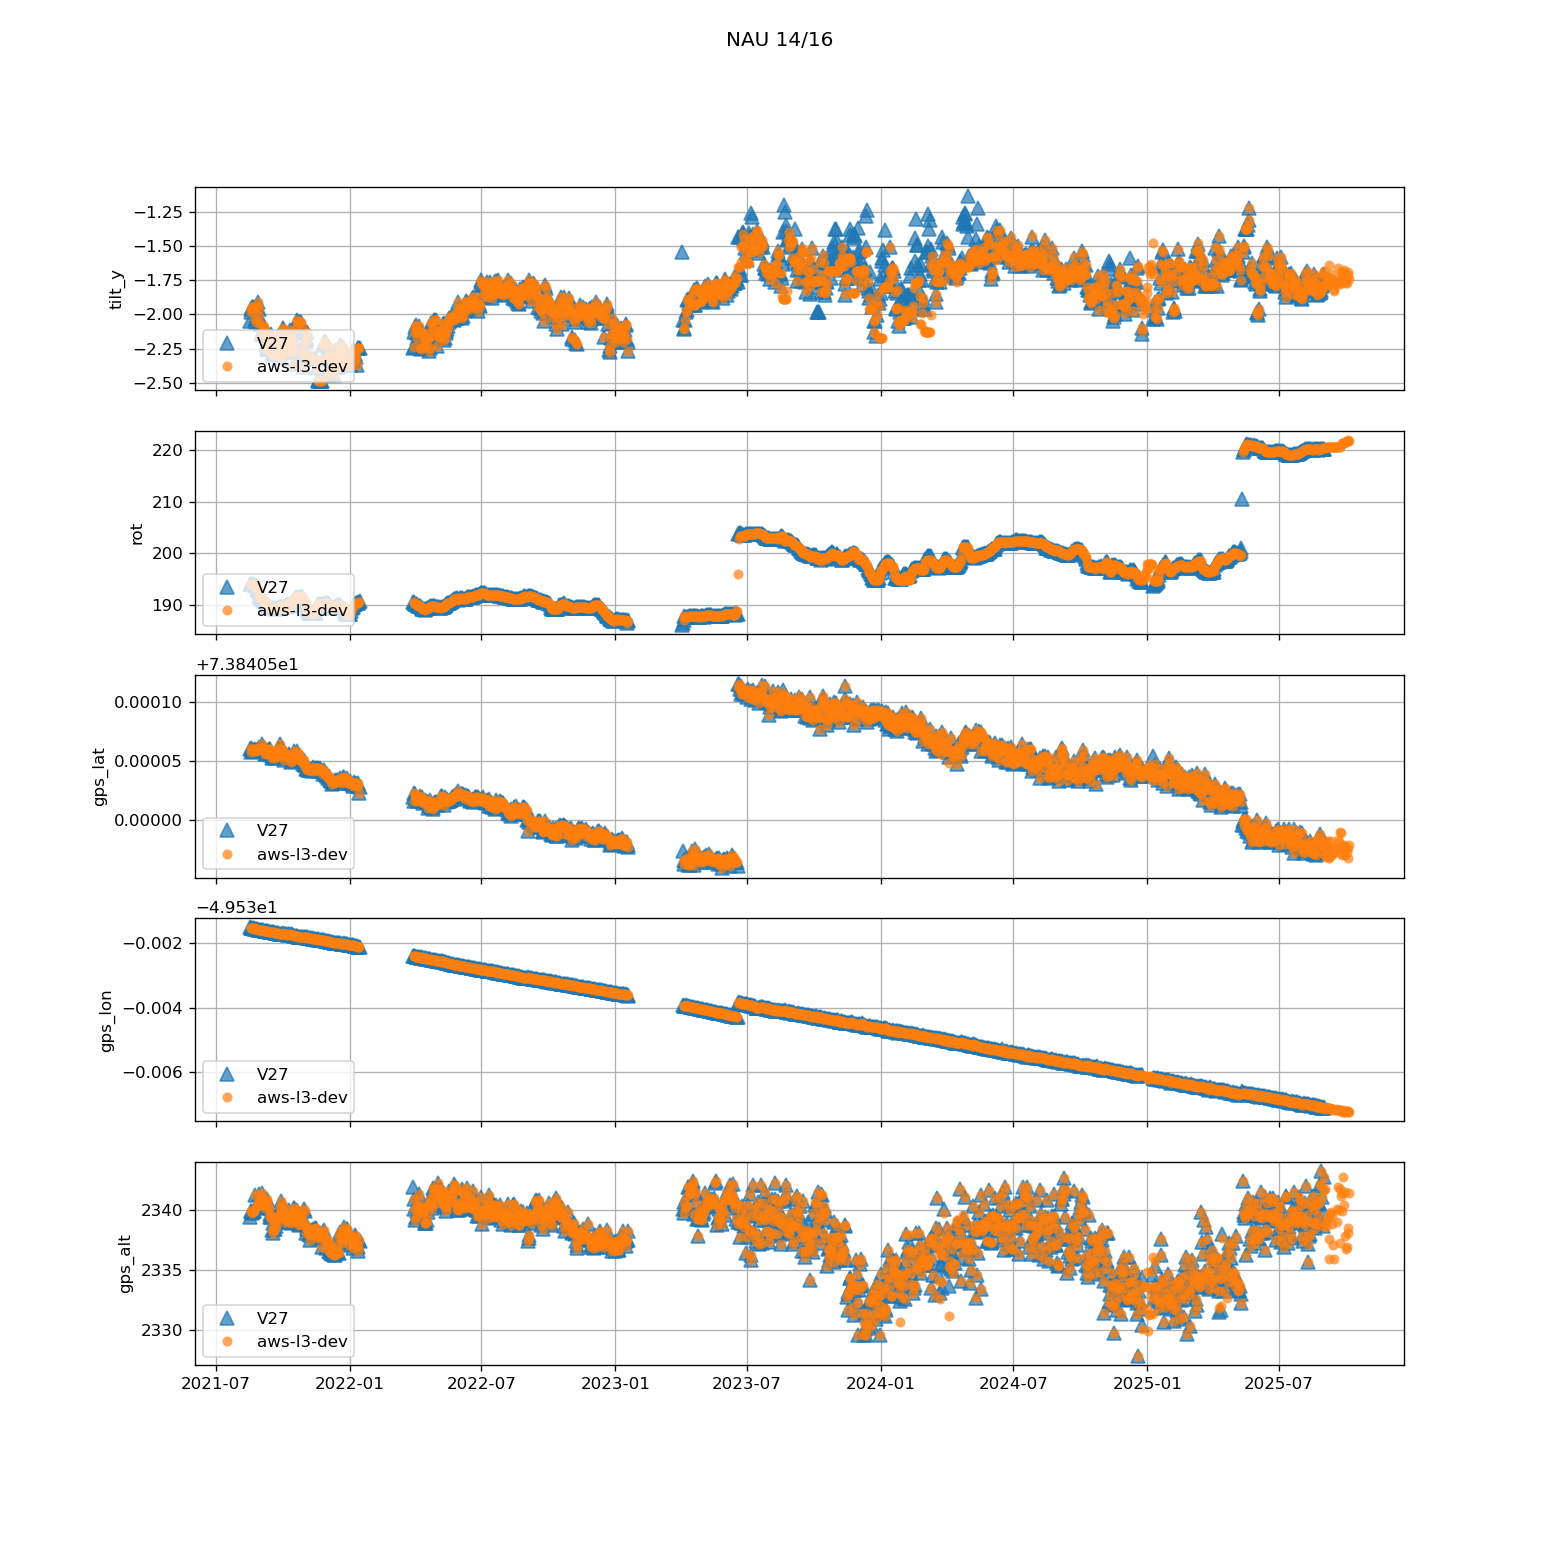 NAU 14/16
−1.25
−1.50
−1.75
−2.00
−2.25
−2.50
tilt_y
V27
aws-l3-dev
220
210
200
190
rot
V27
aws-l3-dev
+7.38405e1
0.00010
0.00005
0.00000
gps_lat
V27
aws-l3-dev
−4.953e1
−0.002
−0.004
−0.006
gps_lon
V27
aws-l3-dev
2340
2335
2330
gps_alt
V27
aws-l3-dev
2021-07 2022-01 2022-07 2023-01 2023-07 2024-01 2024-07 2025-01 2025-07